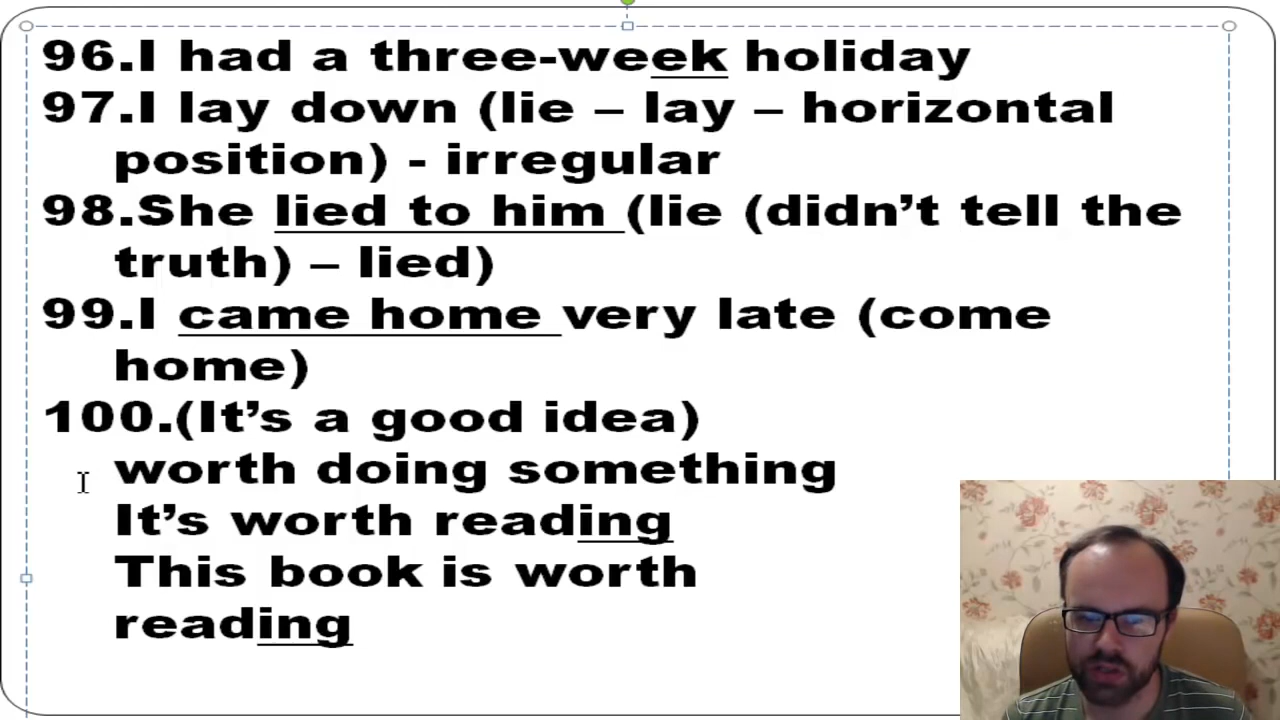 96.I had a three-week holiday
97.I lay down (lie – lay – horizontal
position) - irregular
98.She lied to him (lie (didn’t tell the
truth) – lied)
99.I came home very late (come
home)
100.(It’s a good idea)
worth doing something
It’s worth reading
This book is worth
reading